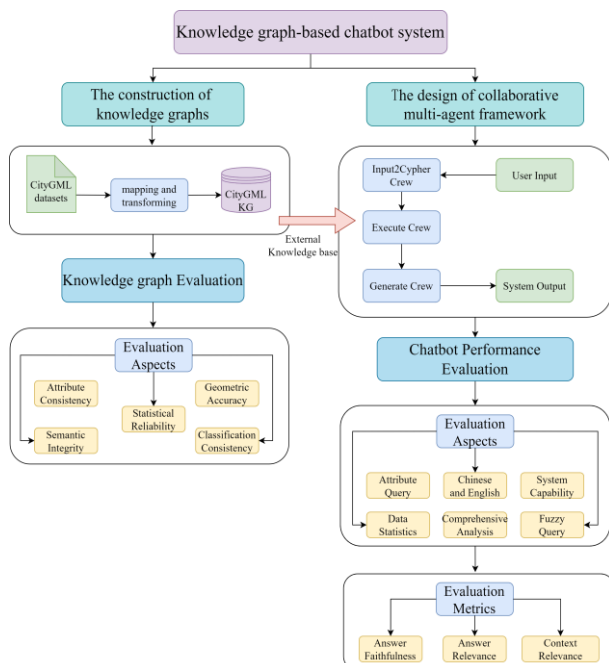 Knowledge graph-based chatbot system
The construction of
knowledge graphs
The design of collaborative
multi-agent framework
CityGML
datasets
mapping and
transforming
CityGML
KG
External
Knowledge base
Input2Cypher
Crew
User Input
Execute Crew
Generate Crew
System Output
Knowledge graph Evaluation
Evaluation
Aspects
Attribute
Consistency
Geometric
Accuracy
Statistical
Reliability
Semantic
Integrity
Classification
Consistency
Chatbot Performance
Evaluation
Evaluation
Aspects
Attribute
Query
Chinese
and English
System
Capability
Data
Statistics
Comprehensive
Analysis
Fuzzy
Query
Evaluation
Metrics
Answer
Faithfulness
Answer
Relevance
Context
Relevance